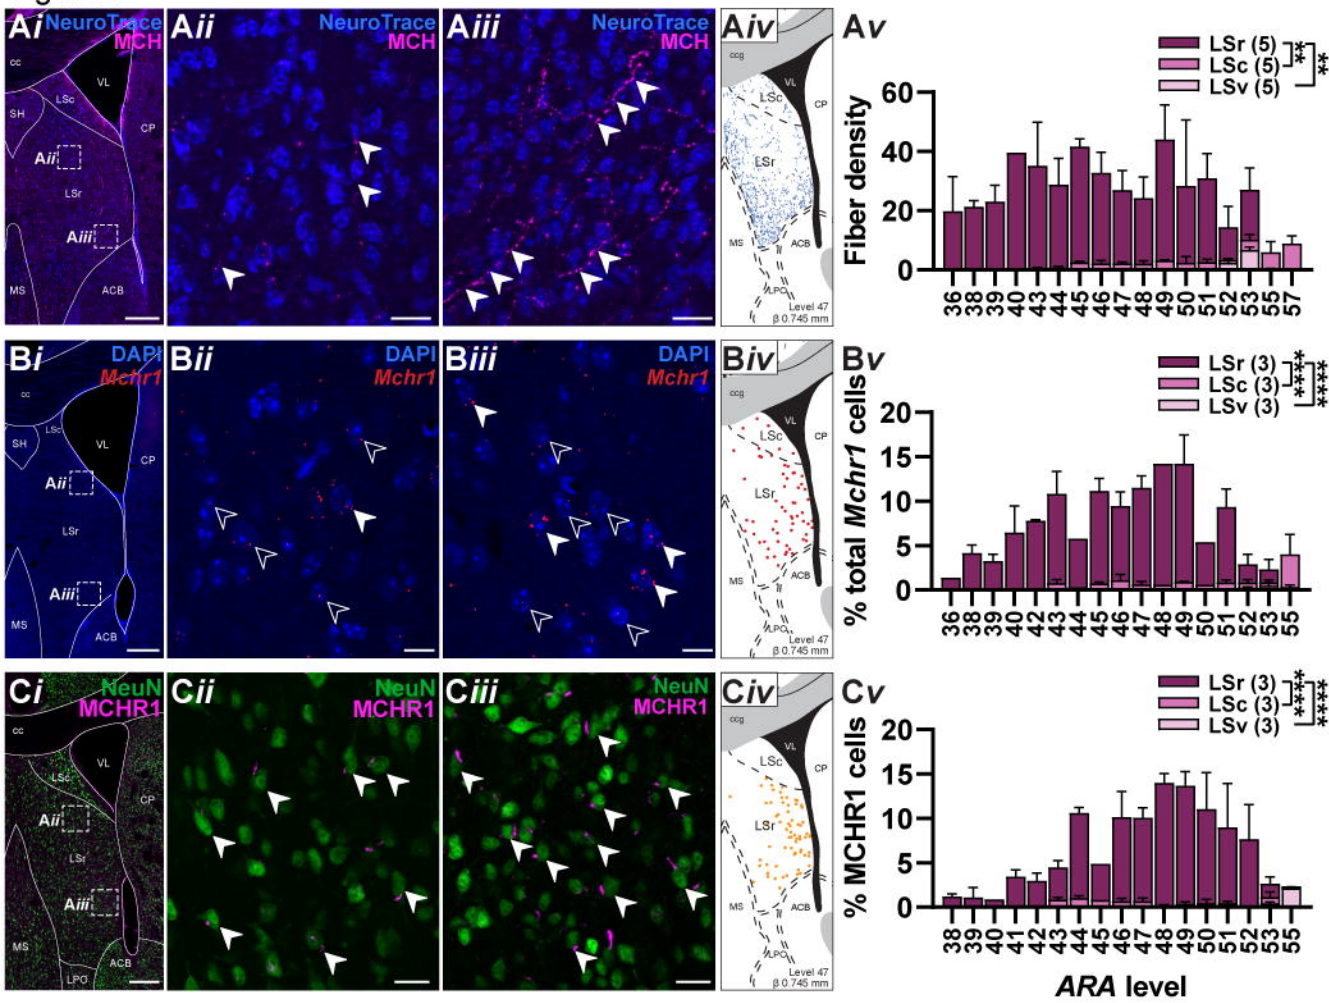 Ai NeuroTrace
MCH
cc
VL
LSc
SH
CP
Aii
LSr
Aiii
MS
ACB
Aii NeuroTrace
MCH
Aiii NeuroTrace
MCH
Aiv
ccg
VL
LSc
CP
LSr
MS
ACB
LPO
Level 47
β 0.745 mm
Av
LSr (5)
LSc (5)
LSv (5)
**
**
Fiber density
60
40
20
0
36 38 39 40 43 44 45 46 47 48 49 50 51 52 53 55 57
Bi DAPI
Mchr1
cc
SH
LSc
VL
CP
Aii
LSr
Aiii
MS
ACB
Bii DAPI
Mchr1
Biii DAPI
Mchr1
Biv
ccg
VL
LSc
CP
LSr
MS
ACB
LPO
Level 47
β 0.745 mm
Bv
LSr (3)
LSc (3)
LSv (3)
****
****
% total Mchr1 cells
20
15
10
5
0
36 38 39 40 42 43 44 45 46 47 48 49 50 51 52 53 55
Ci NeuN
MCHR1
cc
VL
LSc
CP
Aii
LSr
Aiii
MS
LPO
ACB
Cii NeuN
MCHR1
Ciii NeuN
MCHR1
Civ
ccg
VL
LSc
CP
LSr
MS
ACB
LPO
Level 47
β 0.745 mm
Cv
LSr (3)
LSc (3)
LSv (3)
****
****
% MCHR1 cells
20
15
10
5
0
38 39 40 41 42 43 44 45 46 47 48 49 50 51 52 53 55
ARA level